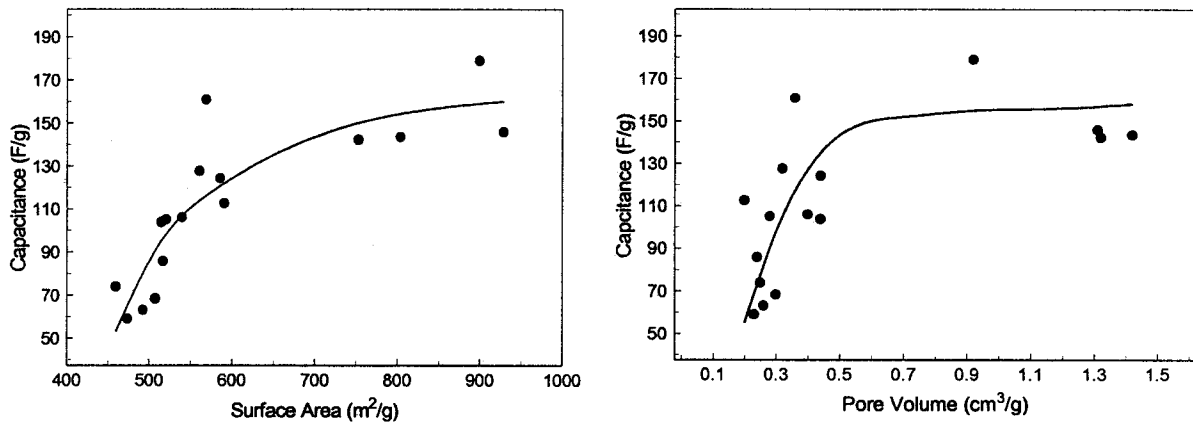 190
170
150
130
110
90
70
50
Capacitance (F/g)
400 500 600 700 800 900 1000
Surface Area (m²/g)
190
170
150
130
110
90
70
50
Capcitance (F/g)
0.1 0.3 0.5 0.7 0.9 1.1 1.3 1.5
Pore Volume (cm³/g)